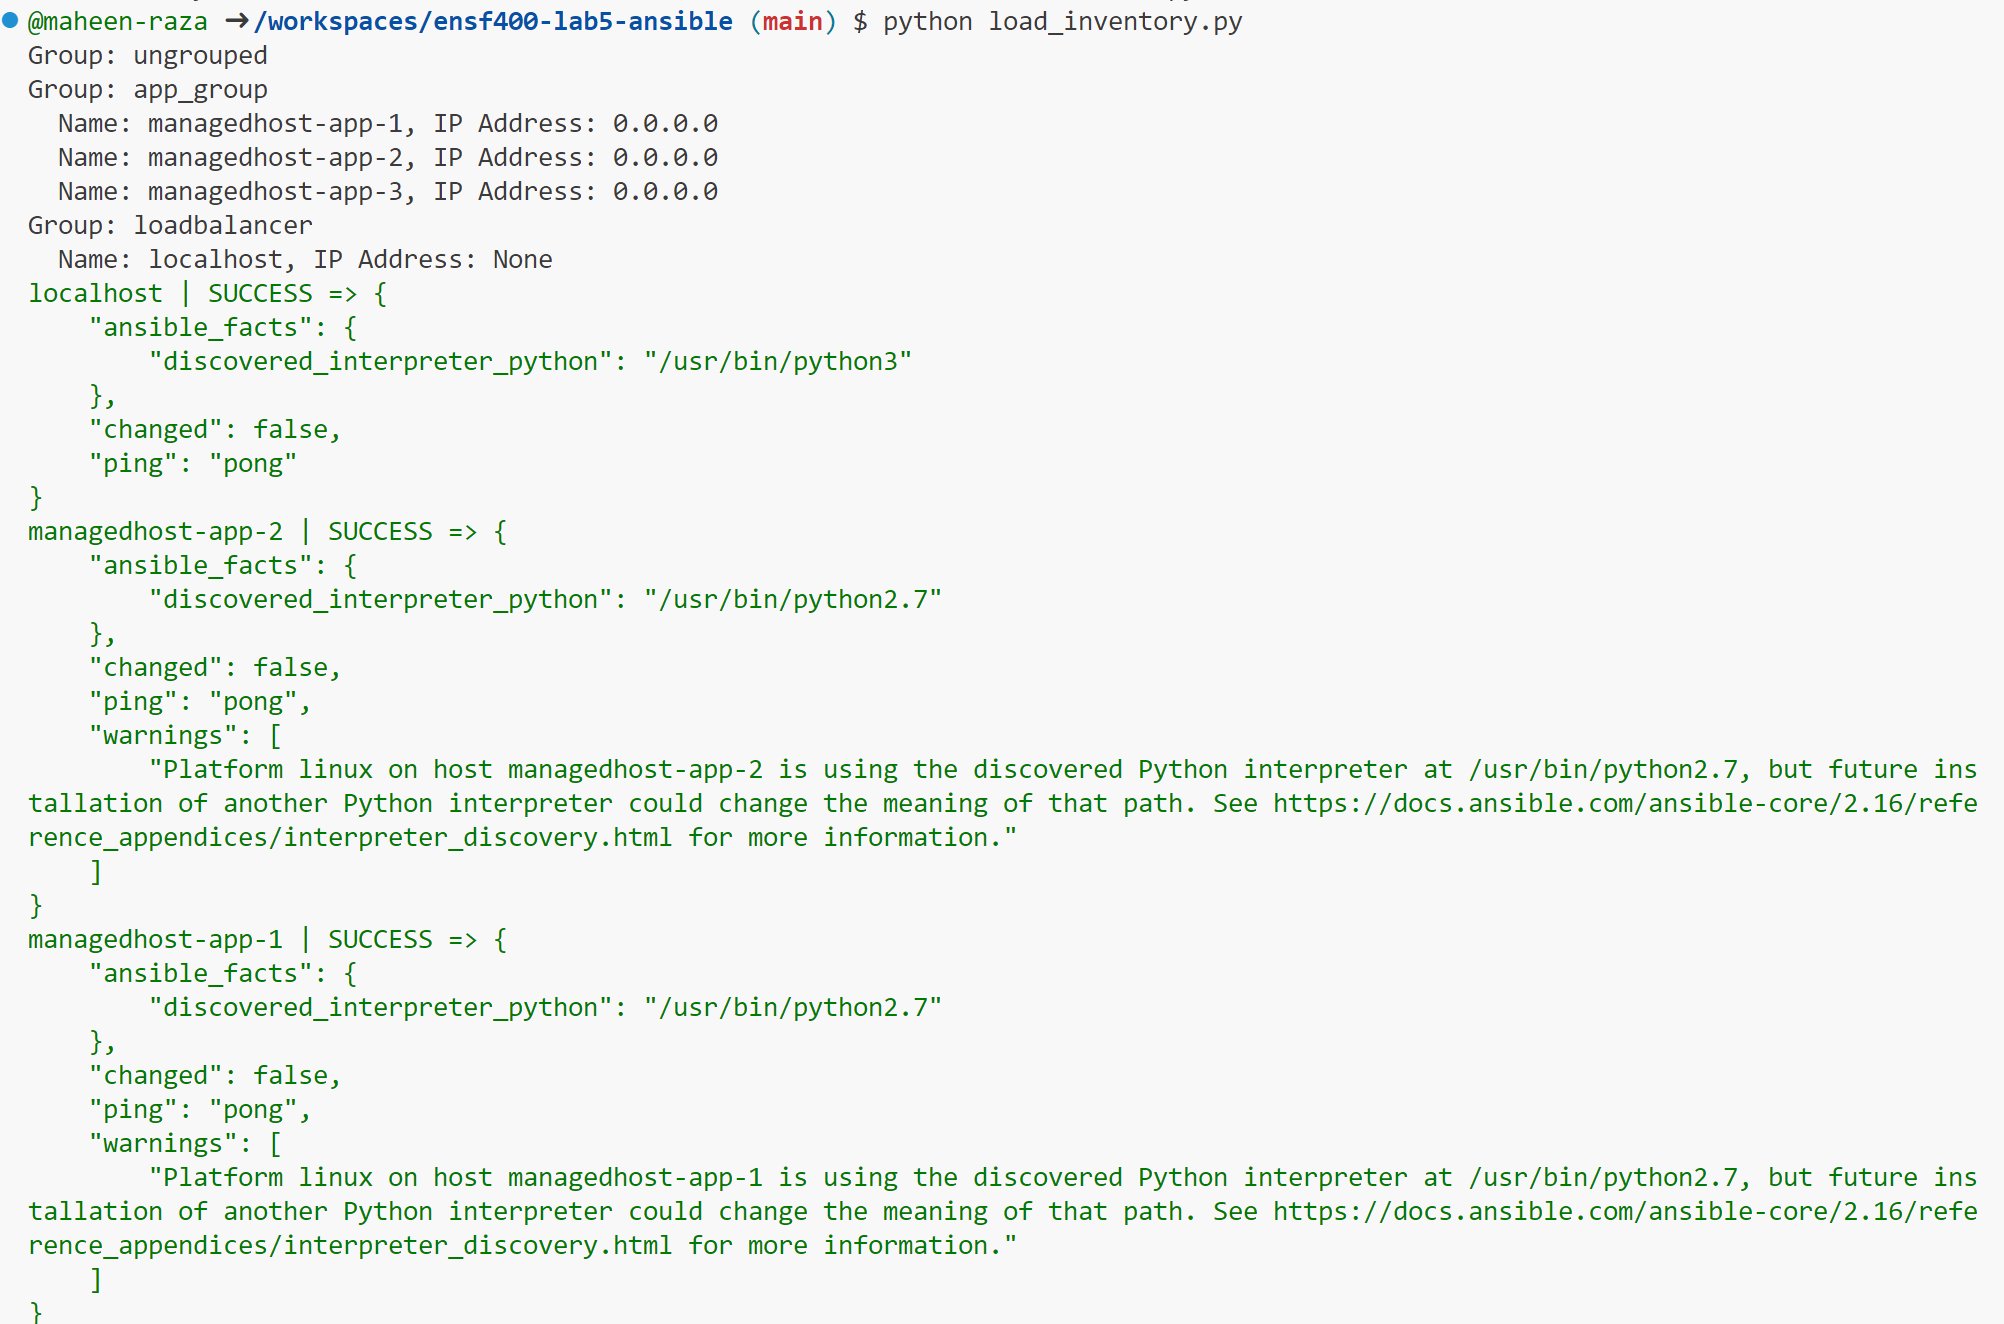 @maheen-raza ➜/workspaces/ensf400-lab5-ansible (main) $ python load_inventory.py
Group: ungrouped
Group: app_group
  Name: managedhost-app-1, IP Address: 0.0.0.0
  Name: managedhost-app-2, IP Address: 0.0.0.0
  Name: managedhost-app-3, IP Address: 0.0.0.0
Group: loadbalancer
  Name: localhost, IP Address: None
localhost | SUCCESS => {
    "ansible_facts": {
        "discovered_interpreter_python": "/usr/bin/python3"
    },
    "changed": false,
    "ping": "pong"
}
managedhost-app-2 | SUCCESS => {
    "ansible_facts": {
        "discovered_interpreter_python": "/usr/bin/python2.7"
    },
    "changed": false,
    "ping": "pong",
    "warnings": [
        "Platform linux on host managedhost-app-2 is using the discovered Python interpreter at /usr/bin/python2.7, but future ins
tallation of another Python interpreter could change the meaning of that path. See https://docs.ansible.com/ansible-core/2.16/refe
rence_appendices/interpreter_discovery.html for more information."
    ]
}
managedhost-app-1 | SUCCESS => {
    "ansible_facts": {
        "discovered_interpreter_python": "/usr/bin/python2.7"
    },
    "changed": false,
    "ping": "pong",
    "warnings": [
        "Platform linux on host managedhost-app-1 is using the discovered Python interpreter at /usr/bin/python2.7, but future ins
tallation of another Python interpreter could change the meaning of that path. See https://docs.ansible.com/ansible-core/2.16/refe
rence_appendices/interpreter_discovery.html for more information."
    ]
}